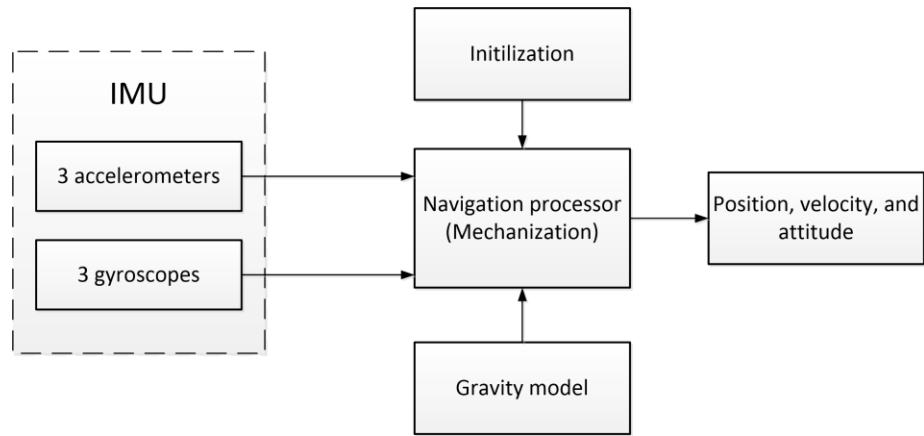 Initilization
IMU
3 accelerometers
3 gyroscopes
Navigation processor
(Mechanization)
Position, velocity, and
attitude
Gravity model